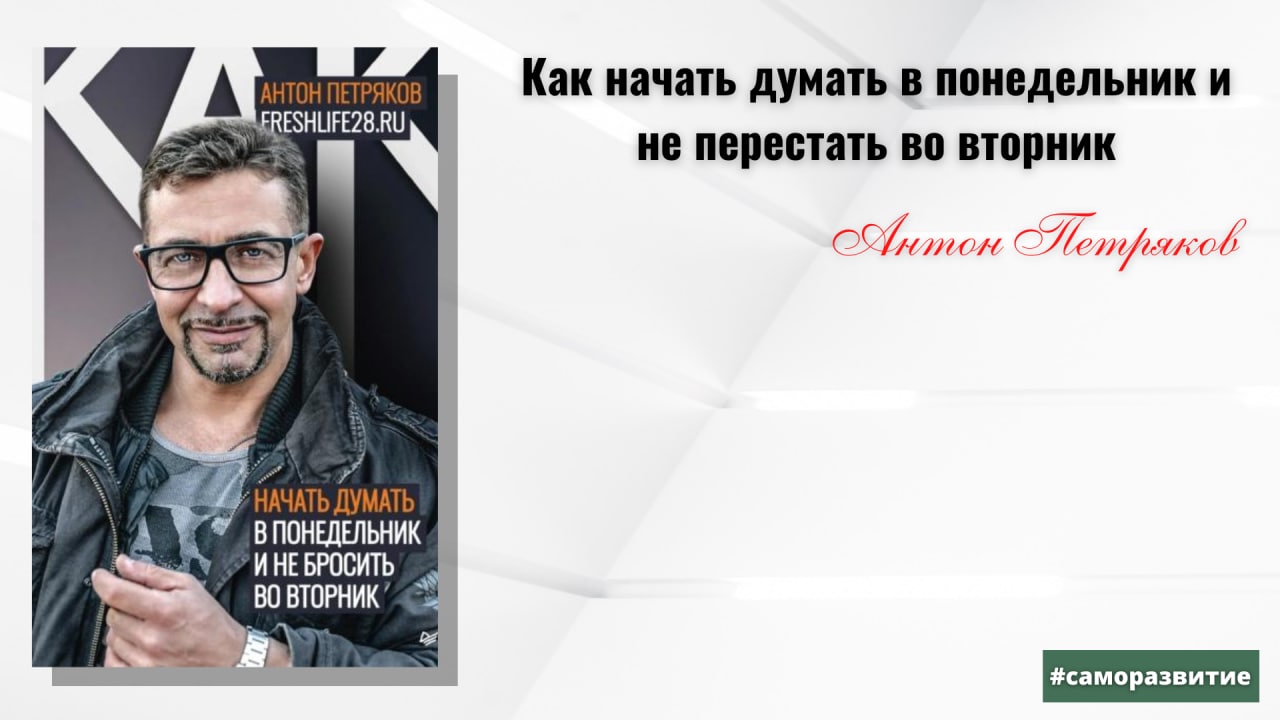 КАК
АНТОН ПЕТРЯКОВ
FRESHLIFE28.RU
НАЧАТЬ ДУМАТЬ
В ПОНЕДЕЛЬНИК
И НЕ БРОСИТЬ
ВО ВТОРНИК
Как начать думать в понедельник и
не перестать во вторник
Антон Петряков
#саморазвитие